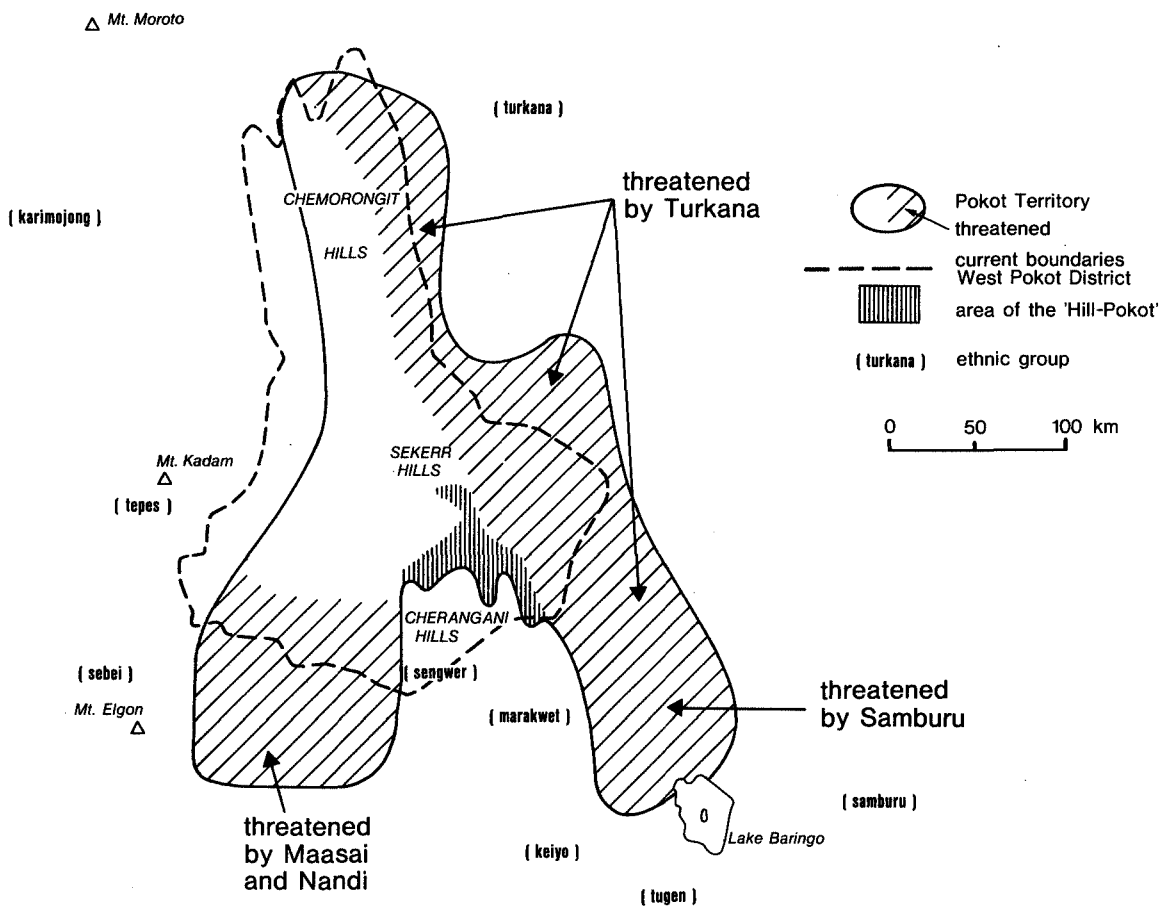 Mt. Moroto
( turkana )
threatened
by Turkana
CHEMORONGIT
HILLS
( karimojong )
Pokot Territory
threatened
current boundaries
West Pokot District
area of the 'Hill-Pokot'
( turkana ) ethnic group
0 50 100 km
SEKERR
HILLS
Mt. Kadam
( tepes )
CHERANGANI
HILLS
( sebei )
( sengwer )
Mt. Elgon
( marakwet )
threatened
by Samburu
threatened
by Maasai
and Nandi
( samburu )
Lake Baringo
( keiyo )
( tugen )